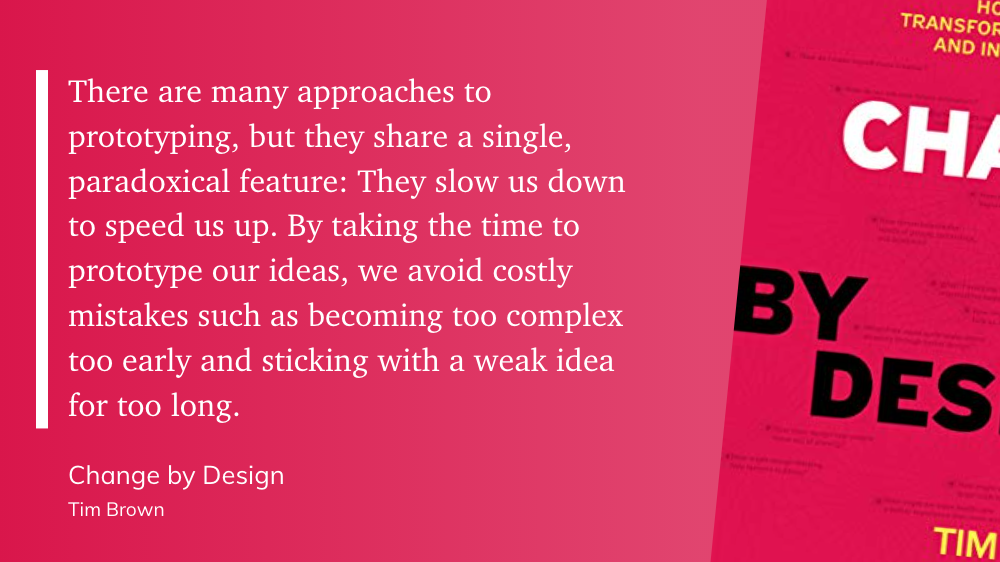 There are many approaches to
prototyping, but they share a single,
paradoxical feature: They slow us down
to speed us up. By taking the time to
prototype our ideas, we avoid costly
mistakes such as becoming too complex
too early and sticking with a weak idea
for too long.
Change by Design
Tim Brown
HO
TRANSFOR
AND IN
CHA
BY
DES
TIM